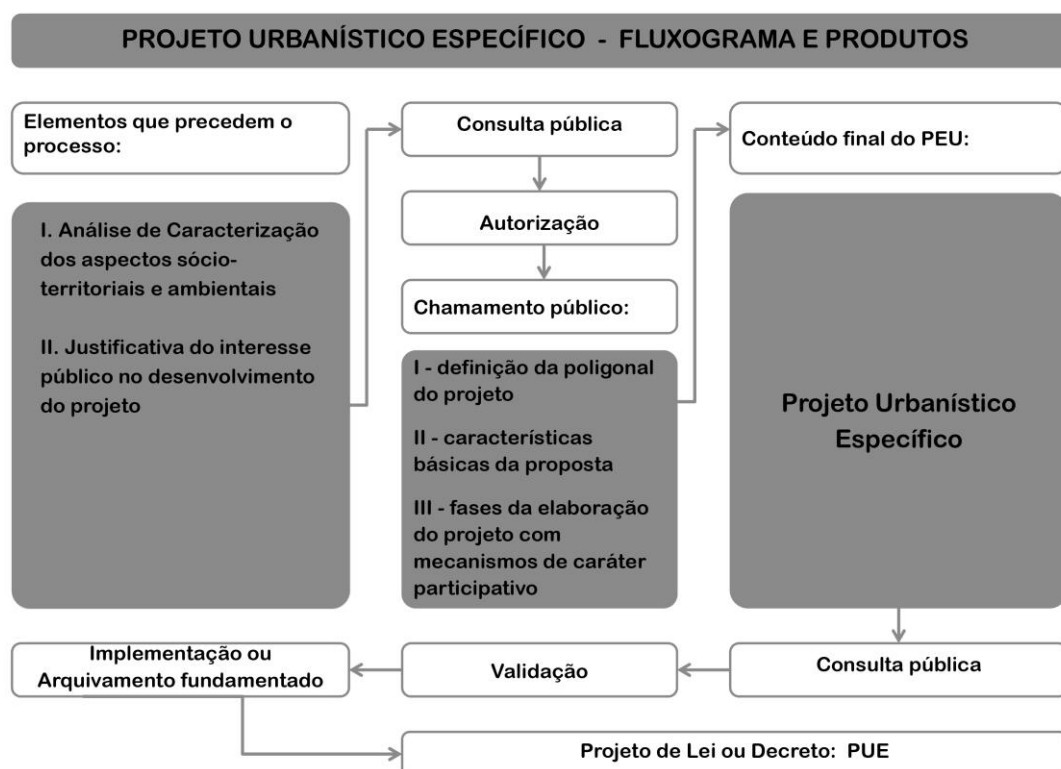 PROJETO URBANÍSTICO ESPECÍFICO - FLUXOGRAMA E PRODUTOS
Elementos que precedem o
processo:
I. Análise de Caracterização
dos aspectos sócio-
territoriais e ambientais
II. Justificativa do interesse
público no desenvolvimento
do projeto
Consulta pública
Autorização
Chamamento público:
I - definição da poligonal
do projeto
II - características
básicas da proposta
III - fases da elaboração
do projeto com
mecanismos de caráter
participativo
Conteúdo final do PEU:
Projeto Urbanístico
Específico
Consulta pública
Validação
Implementação ou
Arquivamento fundamentado
Projeto de Lei ou Decreto: PUE